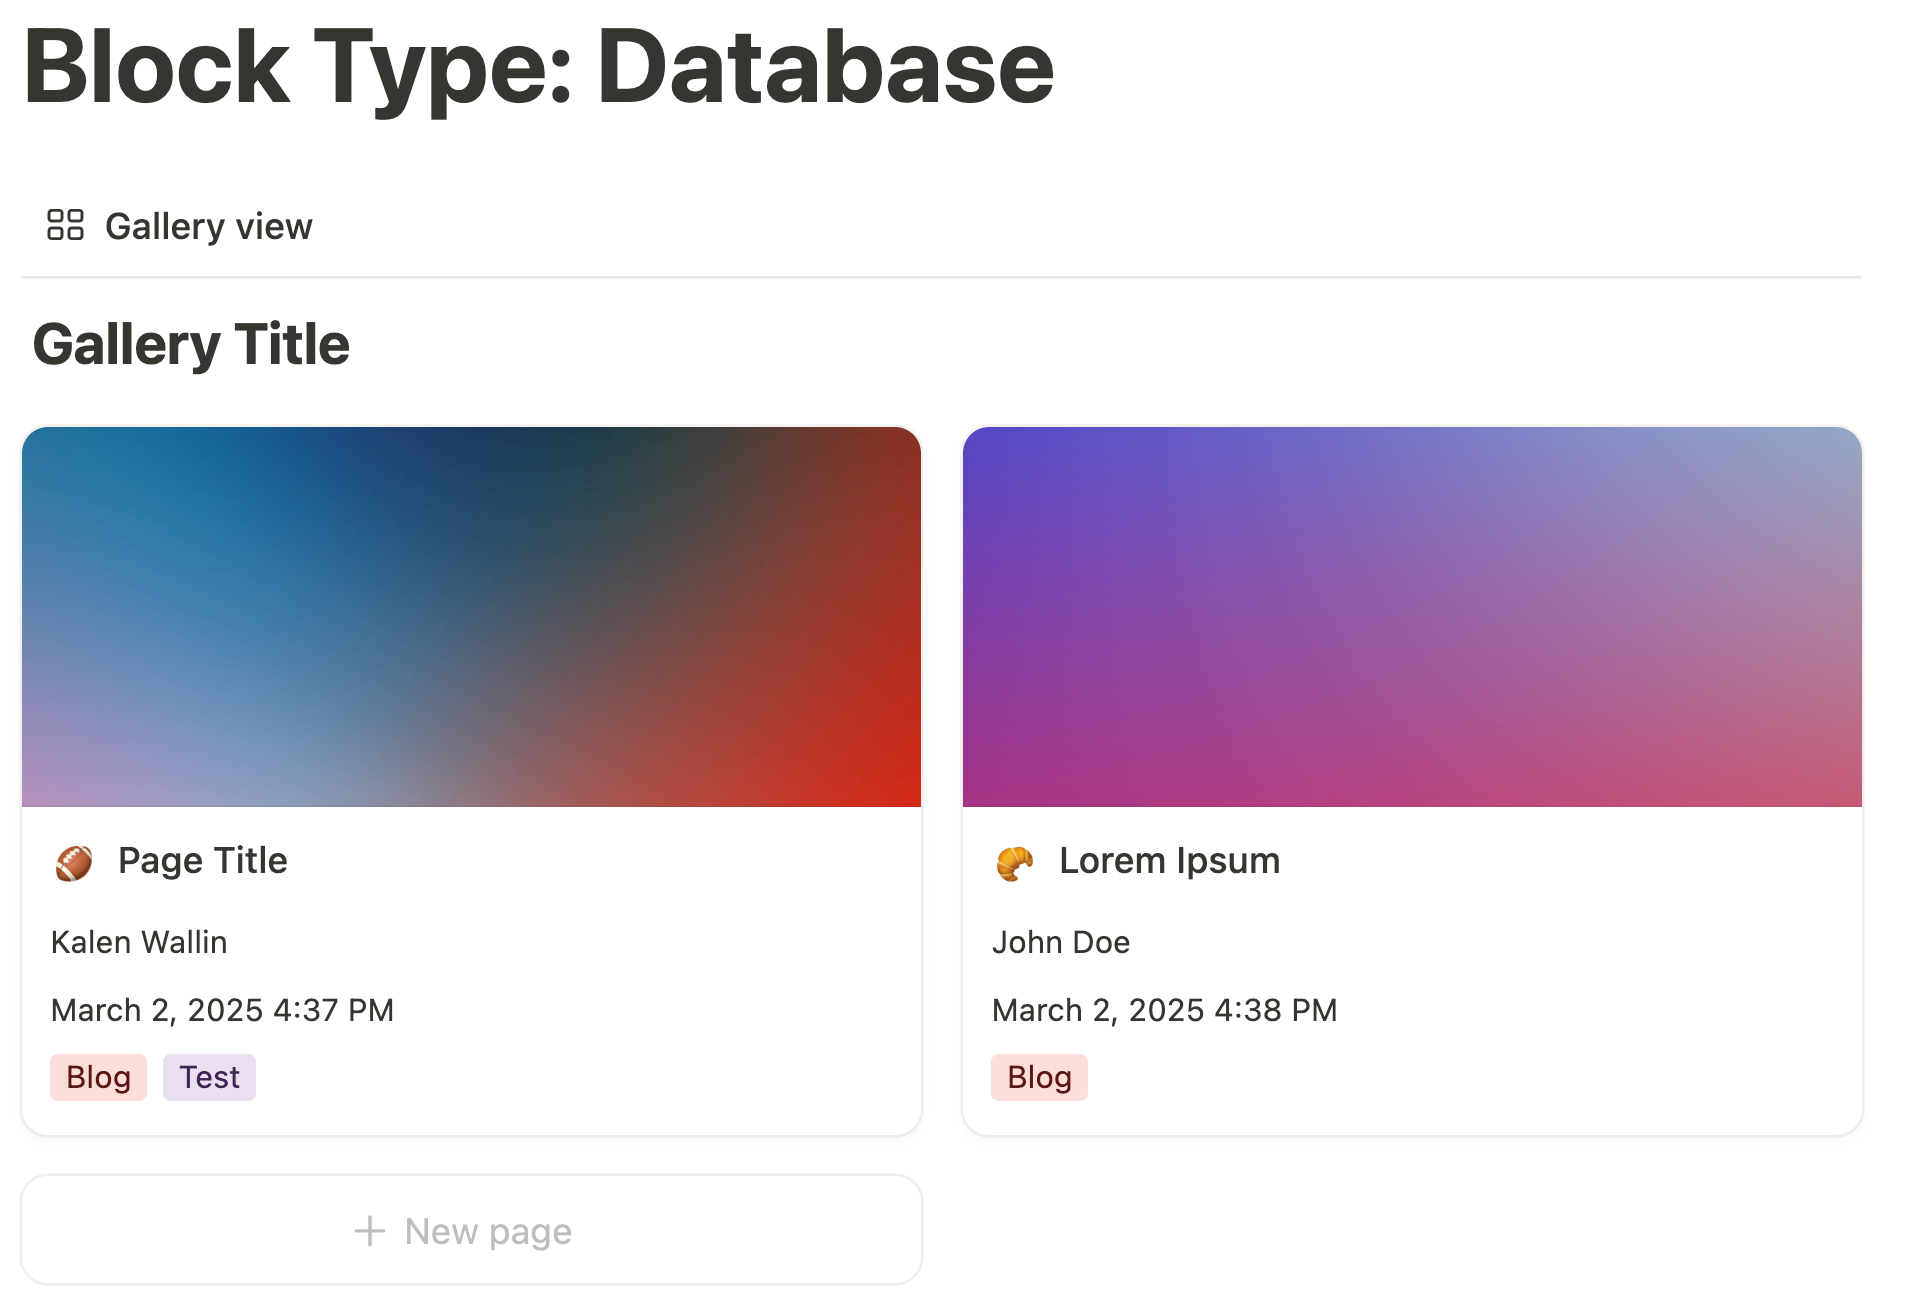 Block Type: Database
Gallery view
Gallery Title
Page Title
Kalen Wallin
March 2, 2025 4:37 PM
Blog Test
Lorem Ipsum
John Doe
March 2, 2025 4:38 PM
Blog
New page